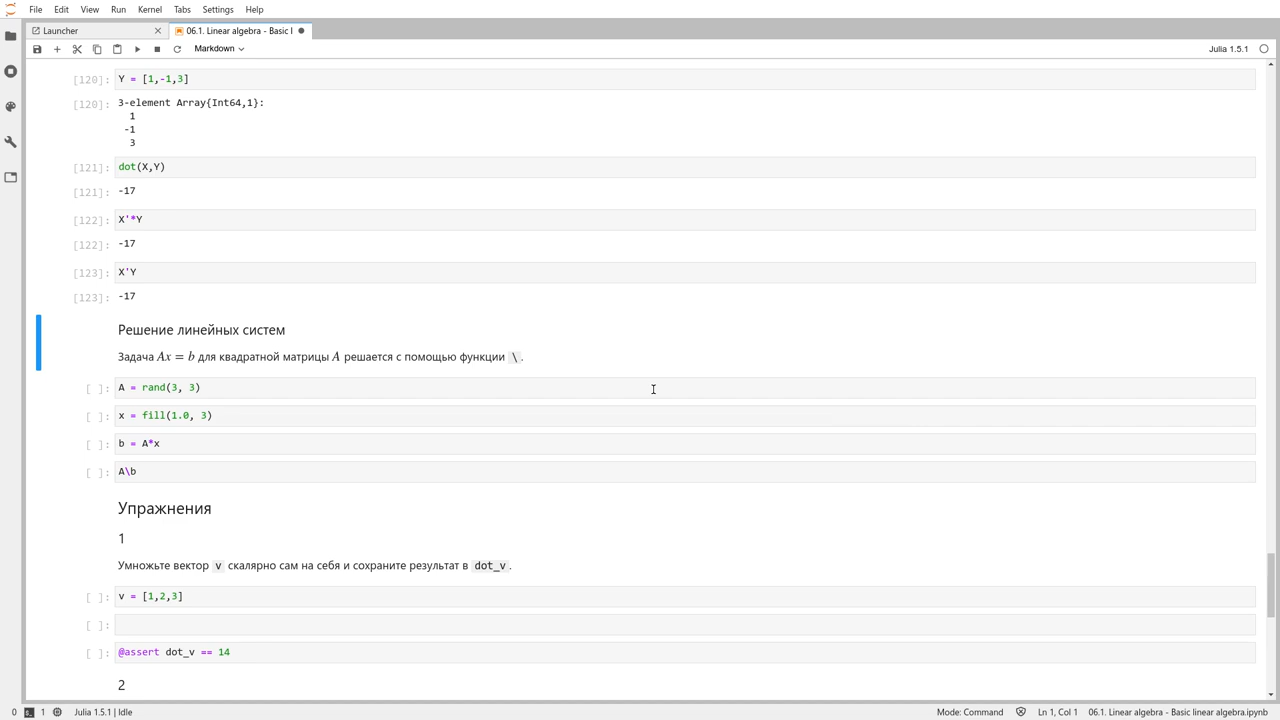 File Edit View Run Kernel Tabs Settings Help
Launcher 06.1. Linear algebra - Basic l
Markdown Julia 1.5.1
[120]: Y = [1,-1,3]
[120]: 3-element Array{Int64,1}:
1
-1
3
[121]: dot(X,Y)
[121]: -17
[122]: X'*Y
[122]: -17
[123]: X'Y
[123]: -17
Решение линейных систем
Задача Ax = b для квадратной матрицы A решается с помощью функции \.
[ ]: A = rand(3, 3)
[ ]: x = fill(1.0, 3)
[ ]: b = A*x
[ ]: A\b
Упражнения
1
Умножьте вектор v скалярно сам на себя и сохраните результат в dot_v.
[ ]: v = [1,2,3]
[ ]:
[ ]: @assert dot_v == 14
2
0 1 Julia 1.5.1 | Idle Mode: Command Ln 1, Col 1 06.1. Linear algebra - Basic linear algebra.ipynb